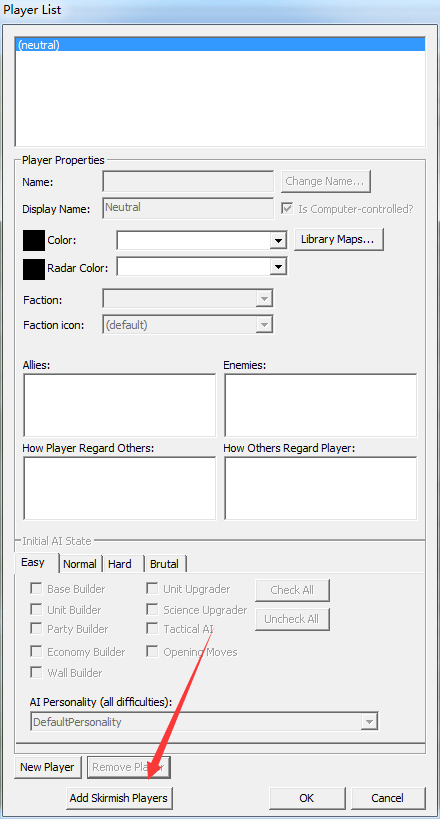 Player List
(neutral)
Player Properties
Name:
Change Name...
Display Name:
Neutral
Is Computer-controlled?
Color:
Library Maps...
Radar Color:
Faction:
Faction icon:
(default)
Allies:
Enemies:
How Player Regard Others:
How Others Regard Player:
Initial AI State
Easy
Normal
Hard
Brutal
Base Builder
Unit Upgrader
Check All
Unit Builder
Science Upgrader
Uncheck All
Party Builder
Tactical AI
Economy Builder
Opening Moves
Wall Builder
AI Personality (all difficulties):
DefaultPersonality
New Player
Remove Player
Add Skirmish Players
OK
Cancel